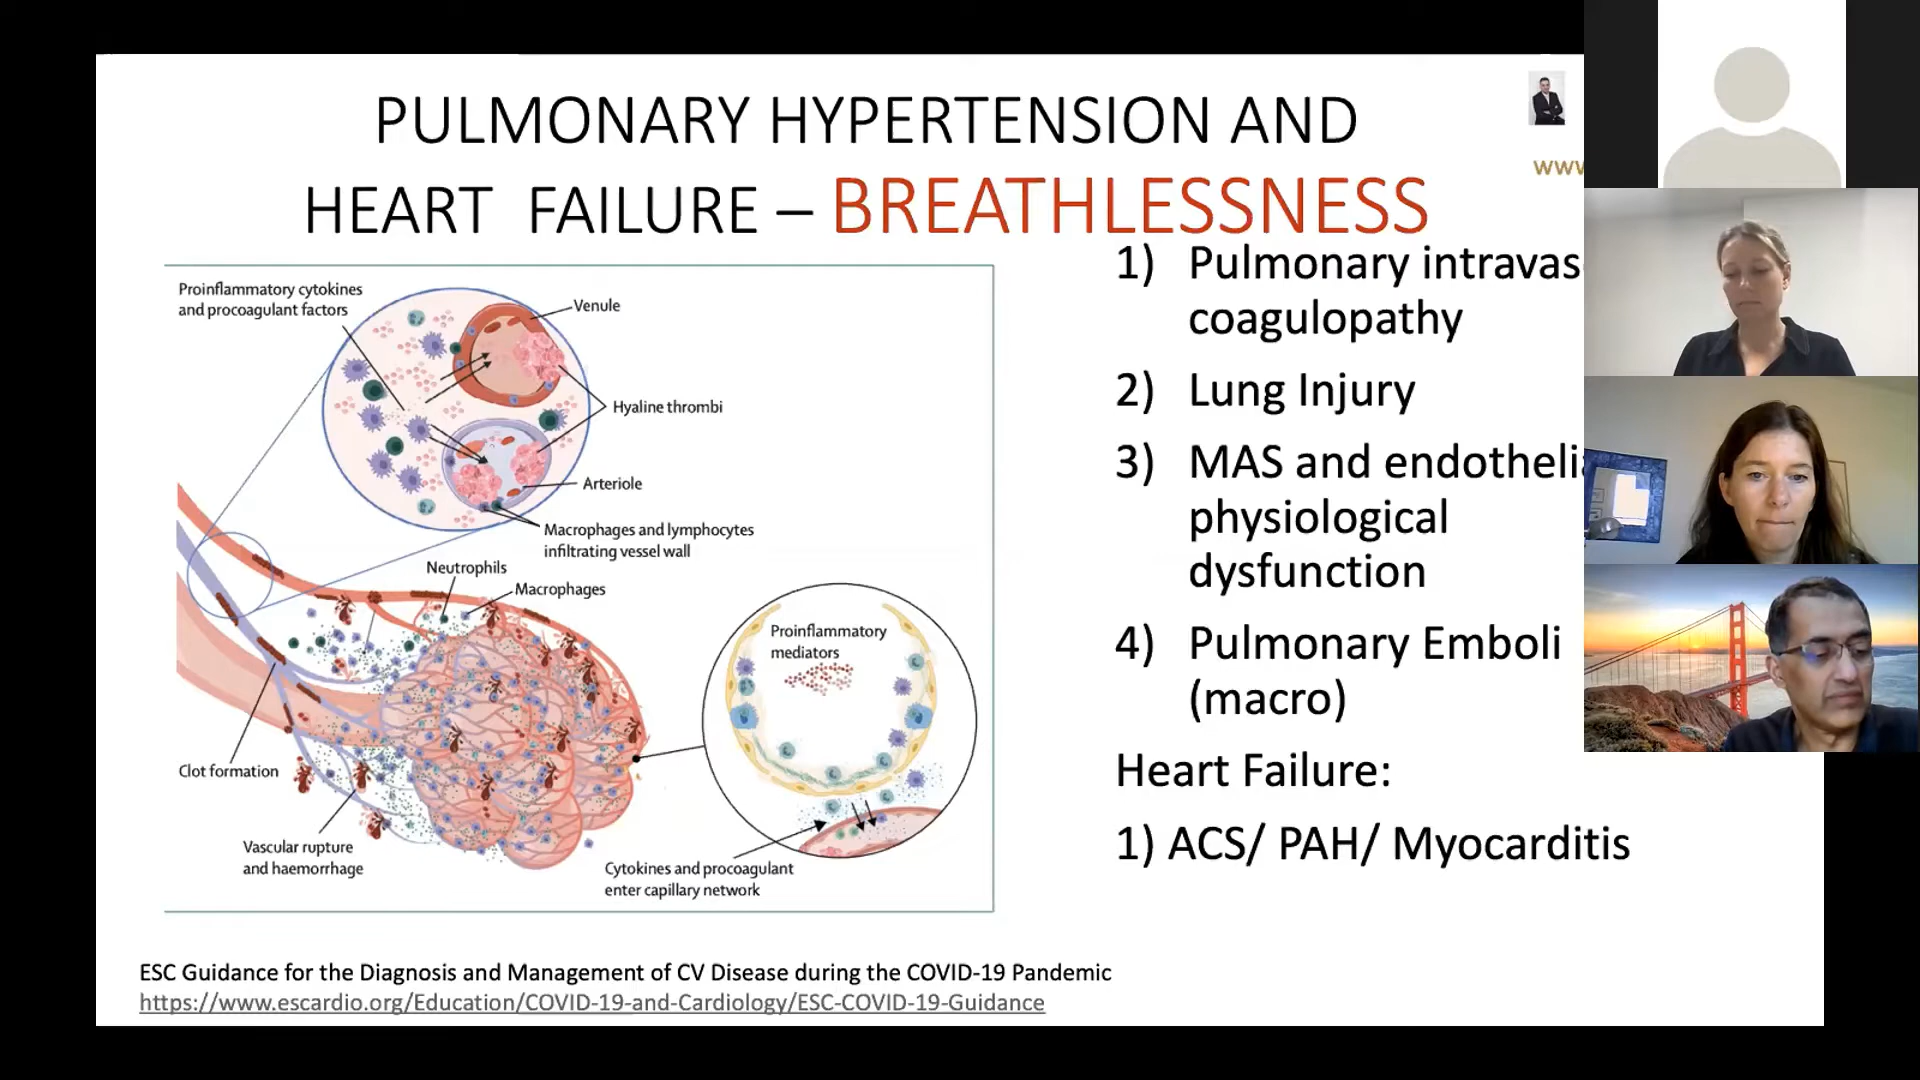 PULMONARY HYPERTENSION AND
HEART FAILURE – BREATHLESSNESS
www
Proinflammatory cytokines
and procoagulant factors
Venule
Hyaline thrombi
Arteriole
Macrophages and lymphocytes
infiltrating vessel wall
Neutrophils
Macrophages
Proinflammatory
mediators
Clot formation
Vascular rupture
and haemorrhage
Cytokines and procoagulant
enter capillary network
1) Pulmonary intravas
coagulopathy
2) Lung Injury
3) MAS and endotheli
physiological
dysfunction
4) Pulmonary Emboli
(macro)
Heart Failure:
1) ACS/ PAH/ Myocarditis
ESC Guidance for the Diagnosis and Management of CV Disease during the COVID-19 Pandemic
https://www.escardio.org/Education/COVID-19-and-Cardiology/ESC-COVID-19-Guidance